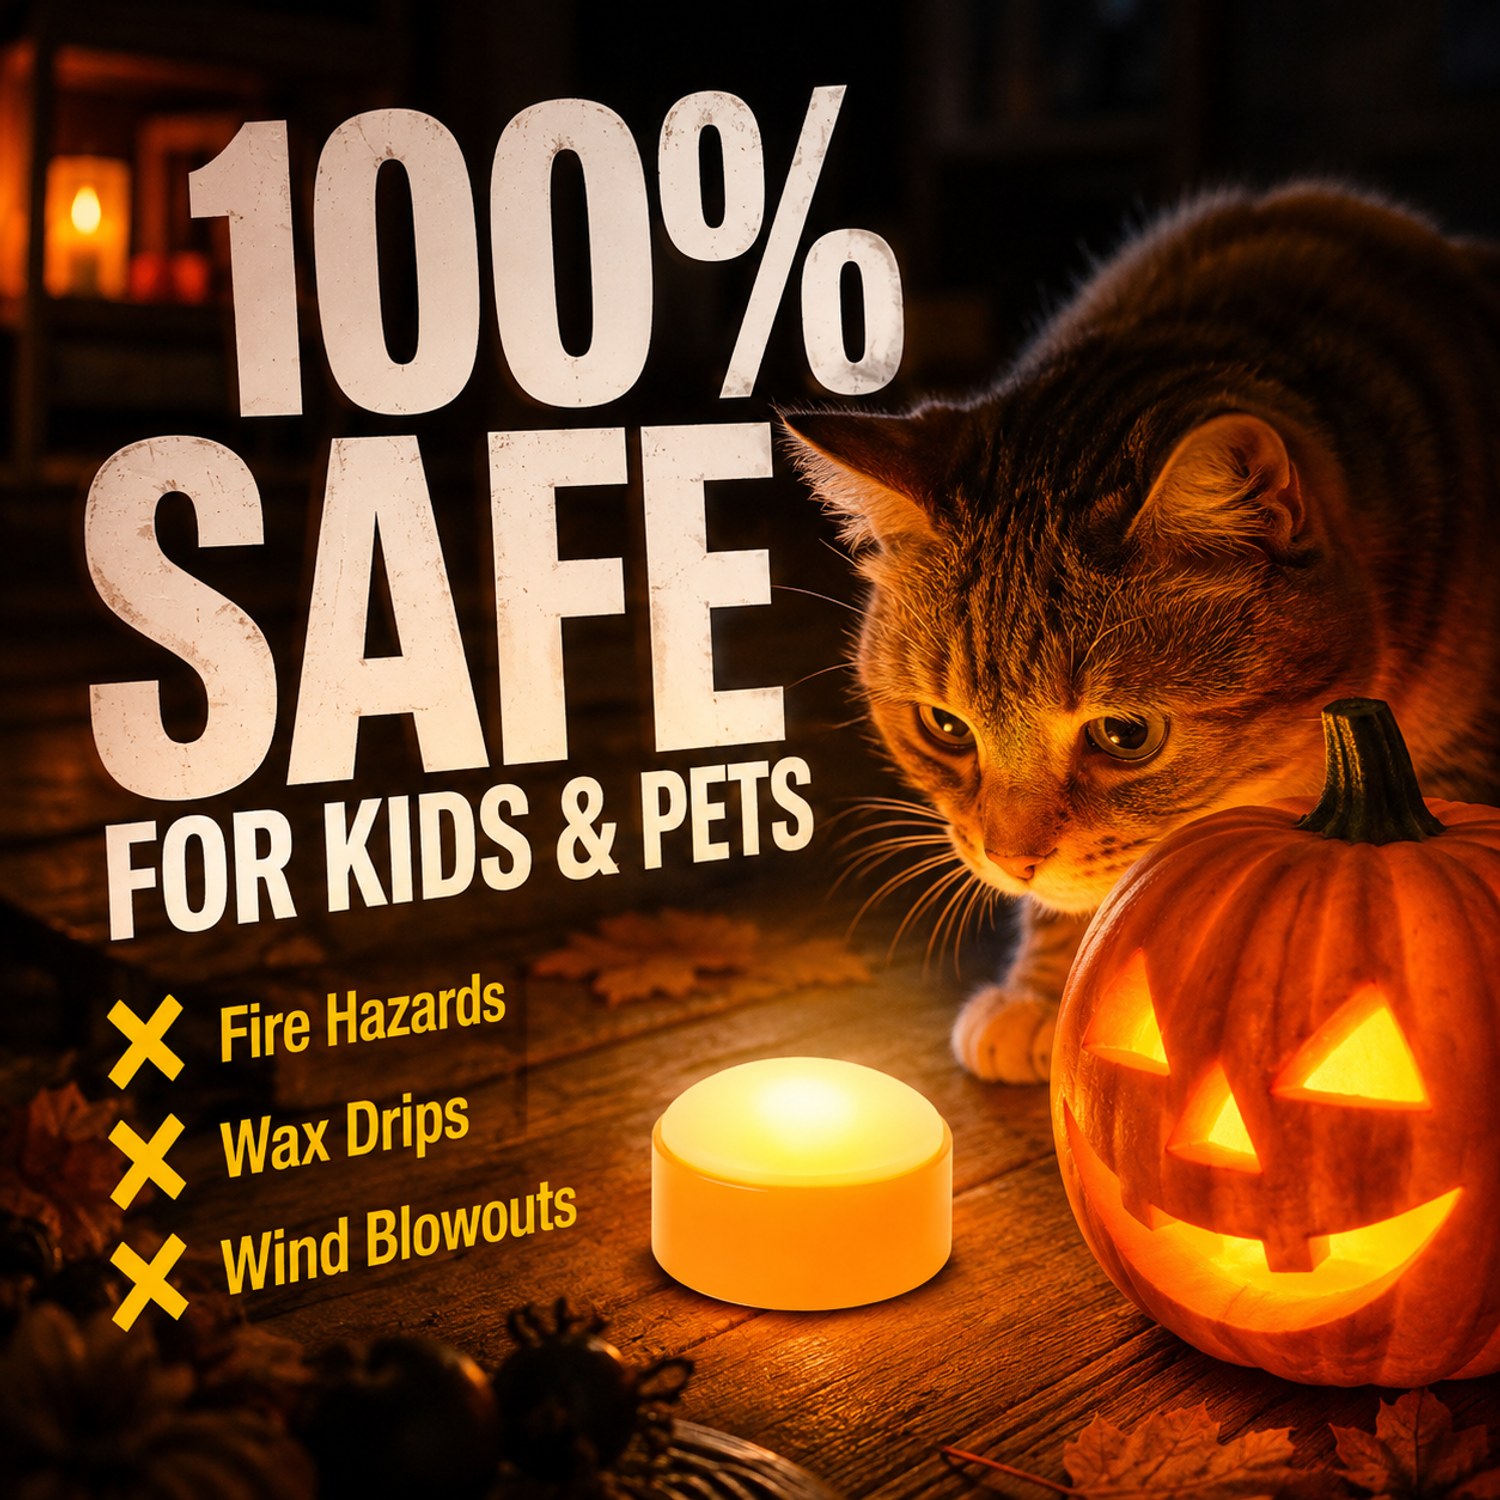 100%
SAFE
FOR KIDS & PETS
Fire Hazards
Wax Drips
Wind Blowouts